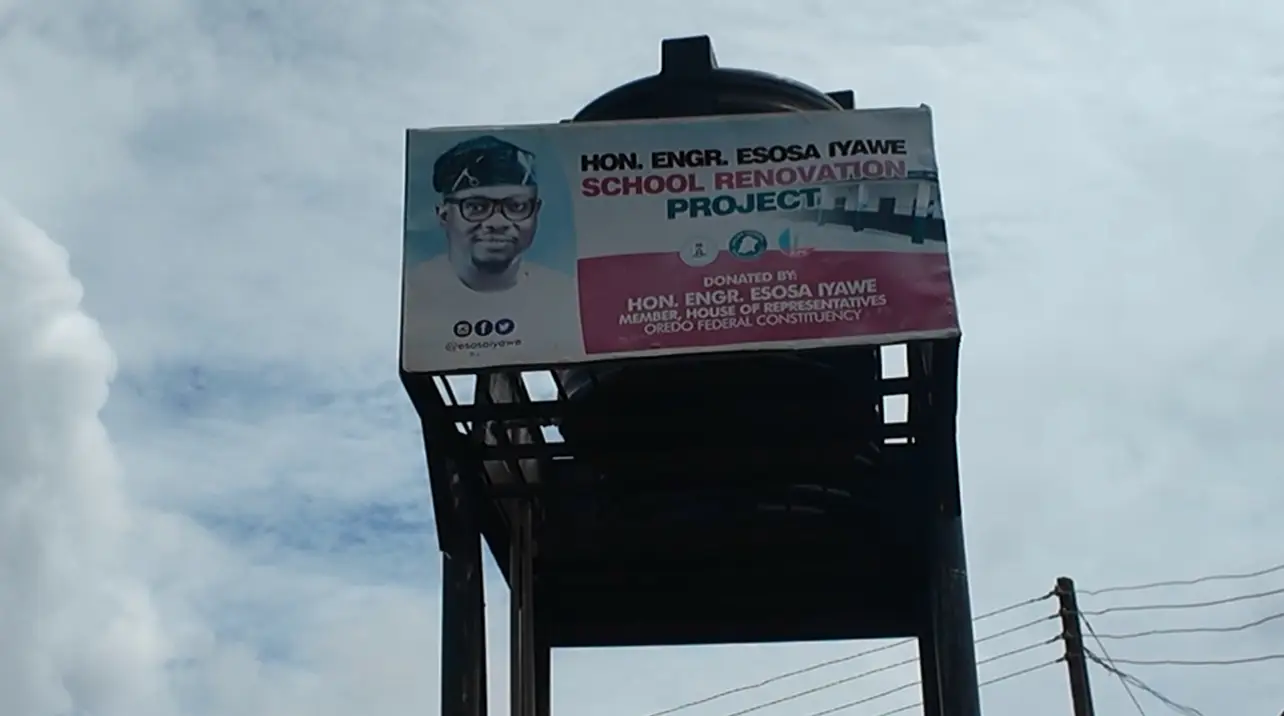 HON. ENGR. ESOSA IYAWE
SCHOOL RENOVATION
PROJECT
DONATED BY:
HON. ENGR. ESOSA IYAWE
MEMBER, HOUSE OF REPRESENTATIVES
OREDO FEDERAL CONSTITUENCY
@esosaiyawe